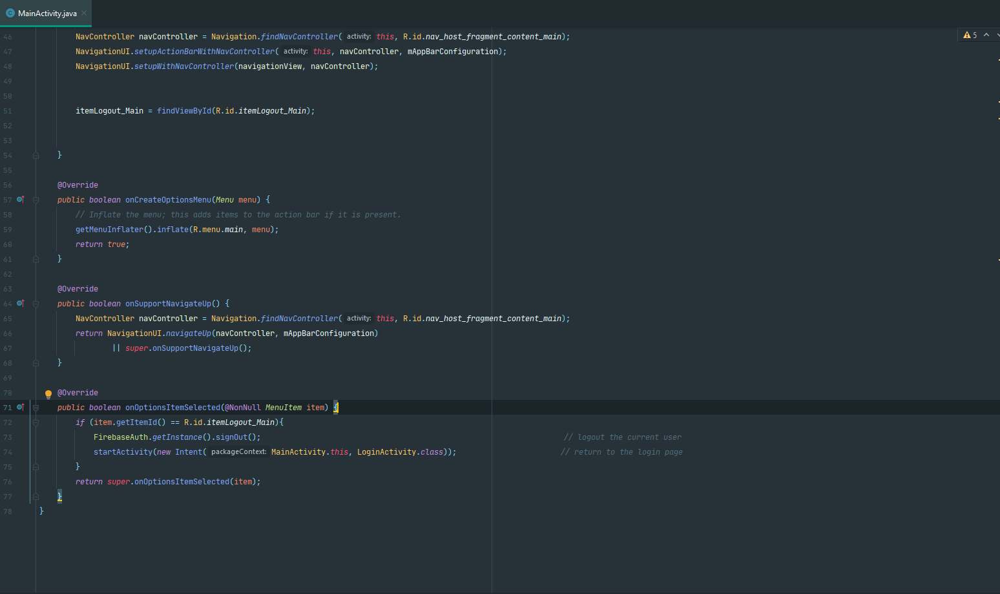 MainActivity.java
5
46 NavController navController = Navigation.findNavController( activity: this, R.id.nav_host_fragment_content_main);
47 NavigationUI.setupActionBarWithNavController( activity: this, navController, mAppBarConfiguration);
48 NavigationUI.setupWithNavController(navigationView, navController);
49
50
51 itemLogout_Main = findViewById(R.id.itemLogout_Main);
52
53
54 }
55
56 @Override
57 public boolean onCreateOptionsMenu(Menu menu) {
58 // Inflate the menu; this adds items to the action bar if it is present.
59 getMenuInflater().inflate(R.menu.main, menu);
60 return true;
61 }
62
63 @Override
64 public boolean onSupportNavigateUp() {
65 NavController navController = Navigation.findNavController( activity: this, R.id.nav_host_fragment_content_main);
66 return NavigationUI.navigateUp(navController, mAppBarConfiguration)
67 || super.onSupportNavigateUp();
68 }
69
70 @Override
71 public boolean onOptionsItemSelected(@NonNull MenuItem item) {
72 if (item.getItemId() == R.id.itemLogout_Main){
73 FirebaseAuth.getInstance().signOut(); // logout the current user
74 startActivity(new Intent( packageContext: MainActivity.this, LoginActivity.class)); // return to the login page
75 }
76 return super.onOptionsItemSelected(item);
77 }
78 }